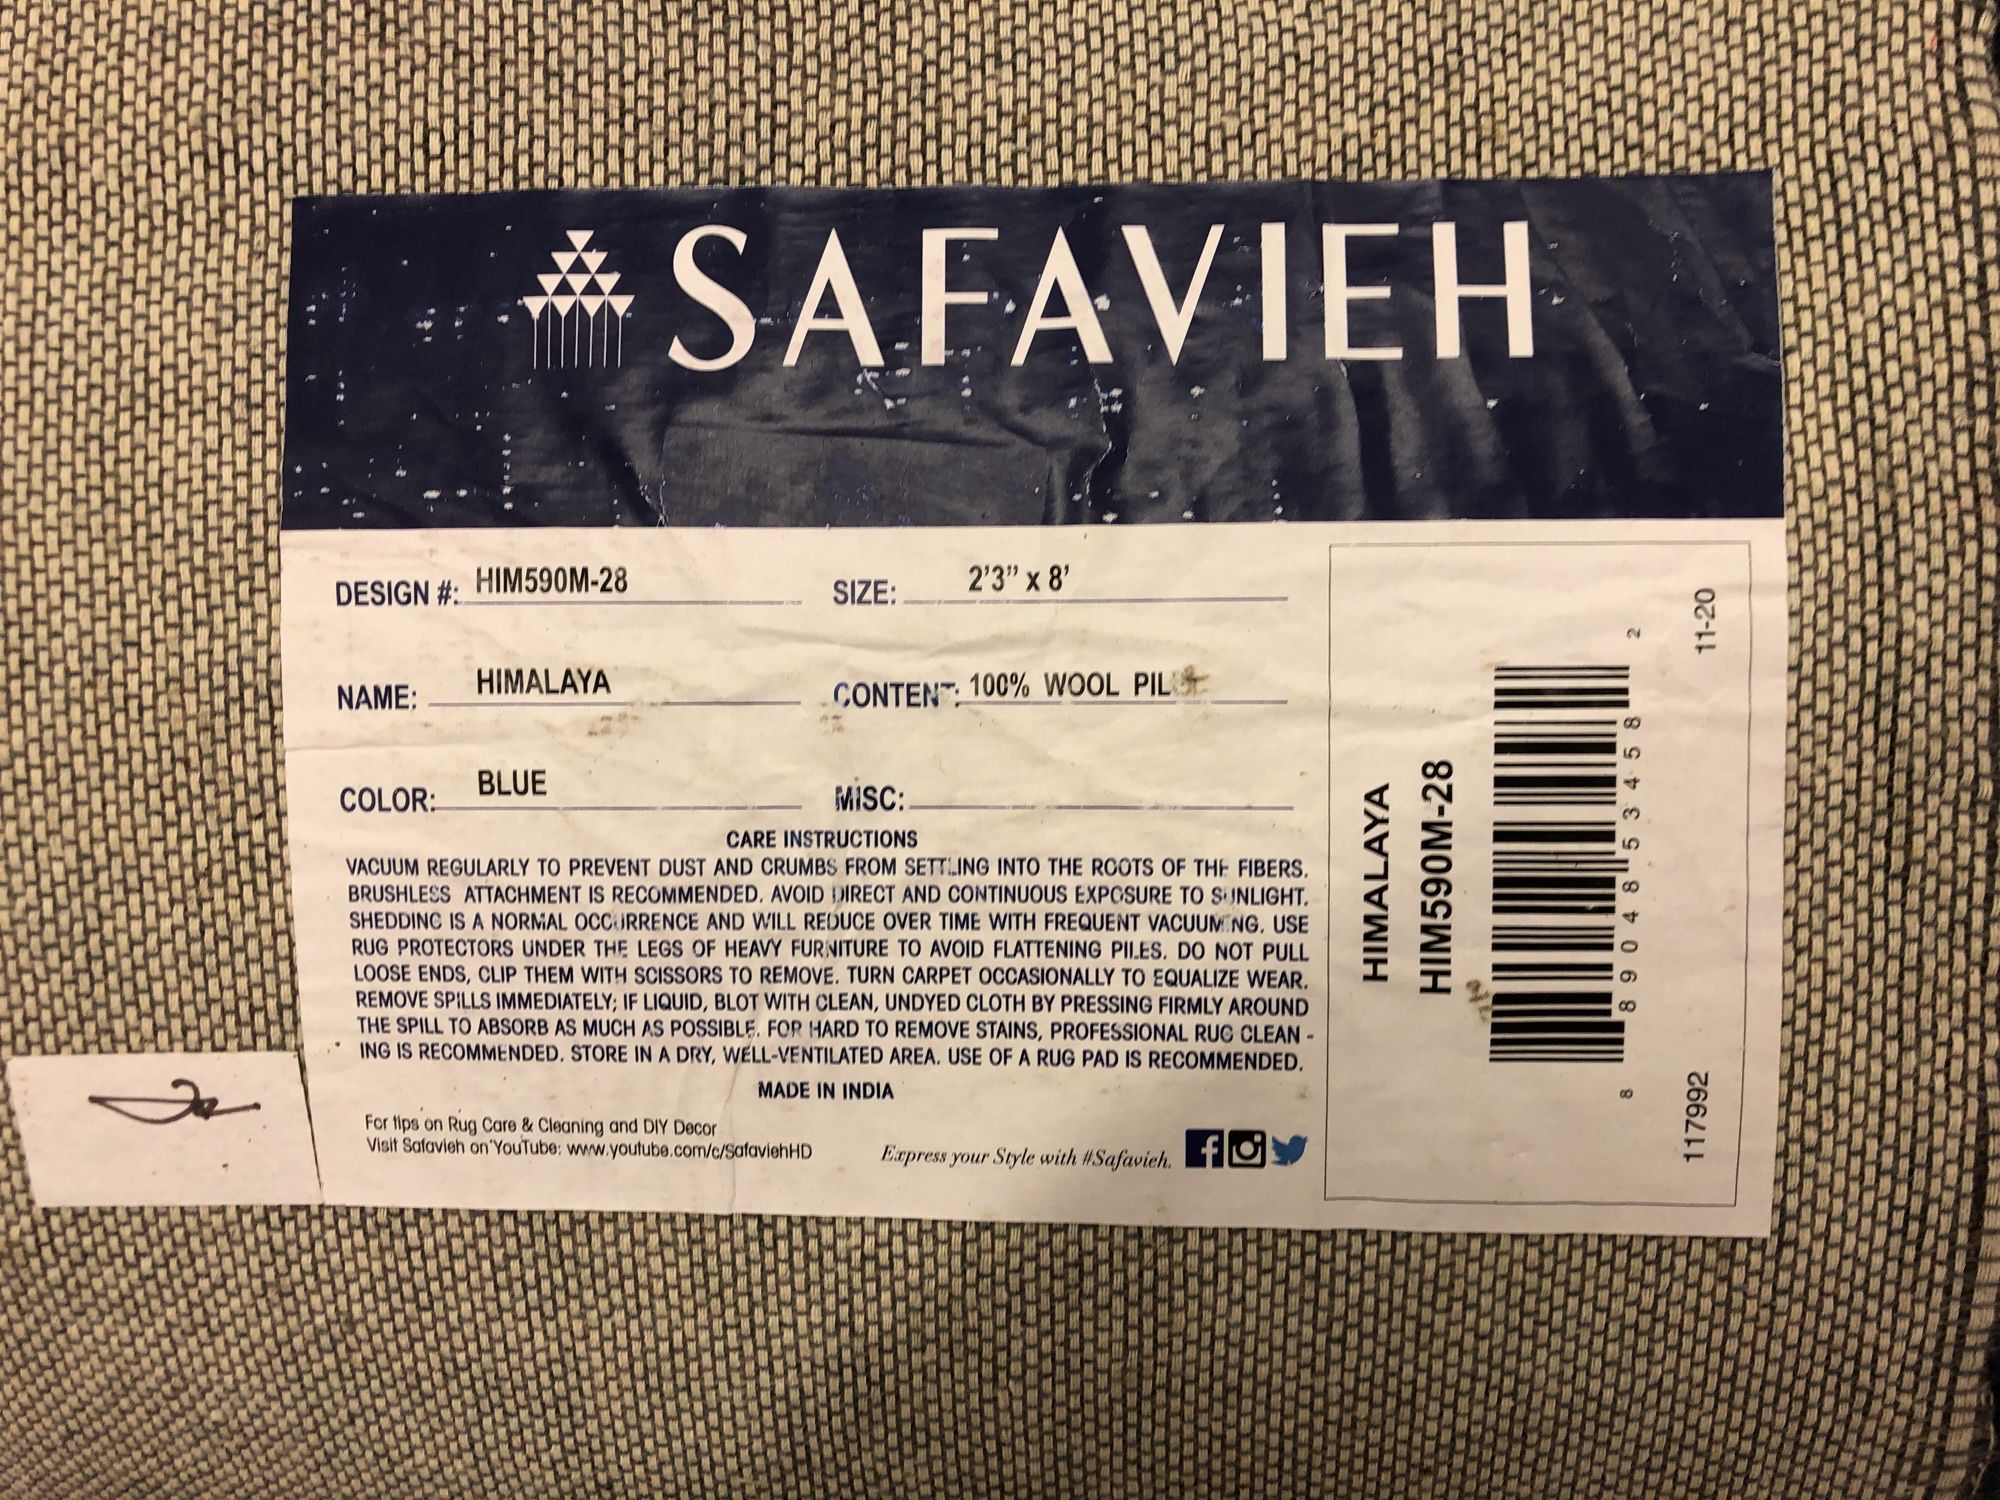 SAFAVIEH
DESIGN #: HIM590M-28
SIZE: 2'3" x 8'
NAME: HIMALAYA
CONTENT: 100% WOOL PILE
COLOR: BLUE
MISC:
CARE INSTRUCTIONS
VACUUM REGULARLY TO PREVENT DUST AND CRUMBS FROM SETTLING INTO THE ROOTS OF THE FIBERS.
BRUSHLESS ATTACHMENT IS RECOMMENDED. AVOID DIRECT AND CONTINUOUS EXPOSURE TO SUNLIGHT.
SHEDDING IS A NORMAL OCCURRENCE AND WILL REDUCE OVER TIME WITH FREQUENT VACUUMING. USE
RUG PROTECTORS UNDER THE LEGS OF HEAVY FURNITURE TO AVOID FLATTENING PILES. DO NOT PULL
LOOSE ENDS, CLIP THEM WITH SCISSORS TO REMOVE. TURN CARPET OCCASIONALLY TO EQUALIZE WEAR.
REMOVE SPILLS IMMEDIATELY; IF LIQUID, BLOT WITH CLEAN, UNDYED CLOTH BY PRESSING FIRMLY AROUND
THE SPILL TO ABSORB AS MUCH AS POSSIBLE. FOR HARD TO REMOVE STAINS, PROFESSIONAL RUG CLEAN -
ING IS RECOMMENDED. STORE IN A DRY, WELL-VENTILATED AREA. USE OF A RUG PAD IS RECOMMENDED.
MADE IN INDIA
For tips on Rug Care & Cleaning and DIY Decor
Visit Safavieh on YouTube: www.youtube.com/c/SafaviehHD
Express your Style with #Safavieh.
HIMALAYA
HIM590M-28
8 89048 53458 2
117992 11-20